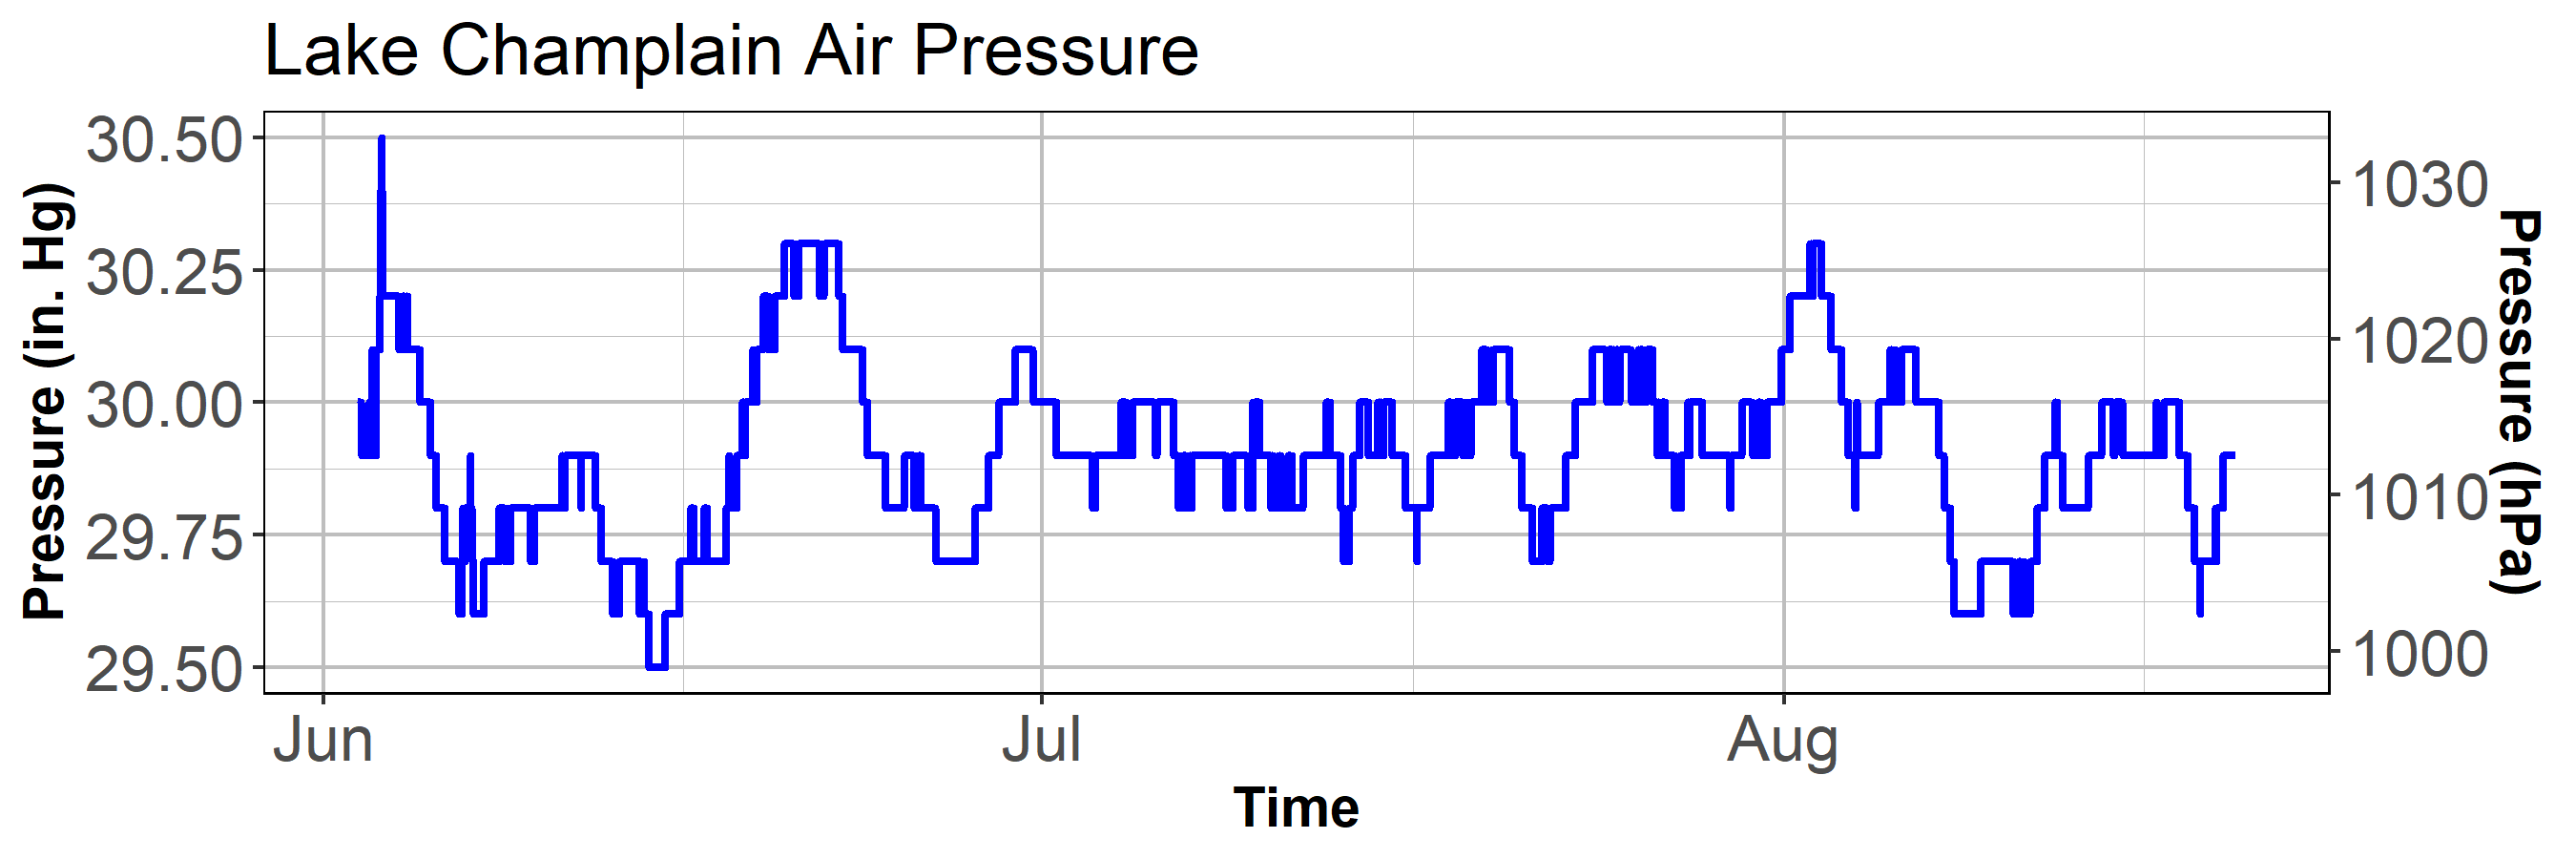 Lake Champlain Air Pressure
30.50
30.25
30.00
29.75
29.50
Pressure (in. Hg)
1030
1020
1010
1000
Pressure (hPa)
Jun Jul Aug
Time